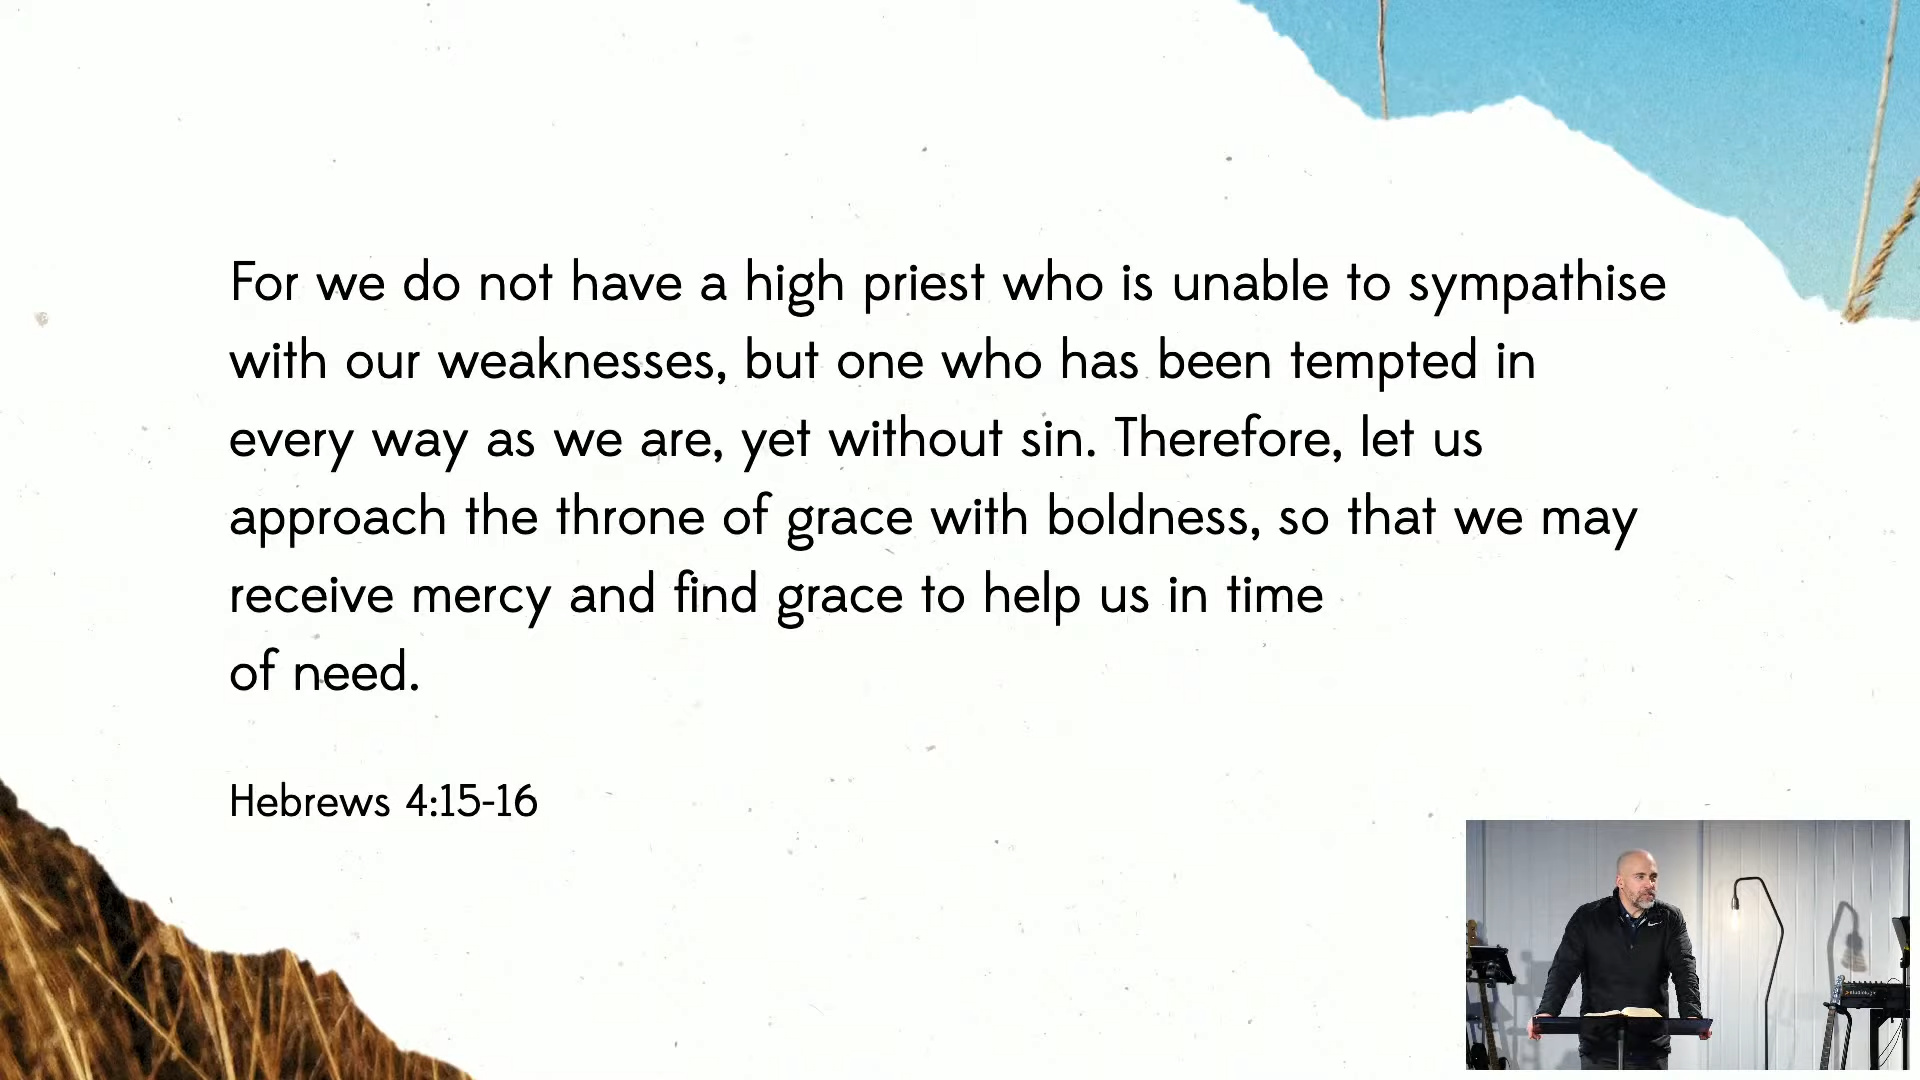 For we do not have a high priest who is unable to sympathise
with our weaknesses, but one who has been tempted in
every way as we are, yet without sin. Therefore, let us
approach the throne of grace with boldness, so that we may
receive mercy and find grace to help us in time
of need.
Hebrews 4:15-16